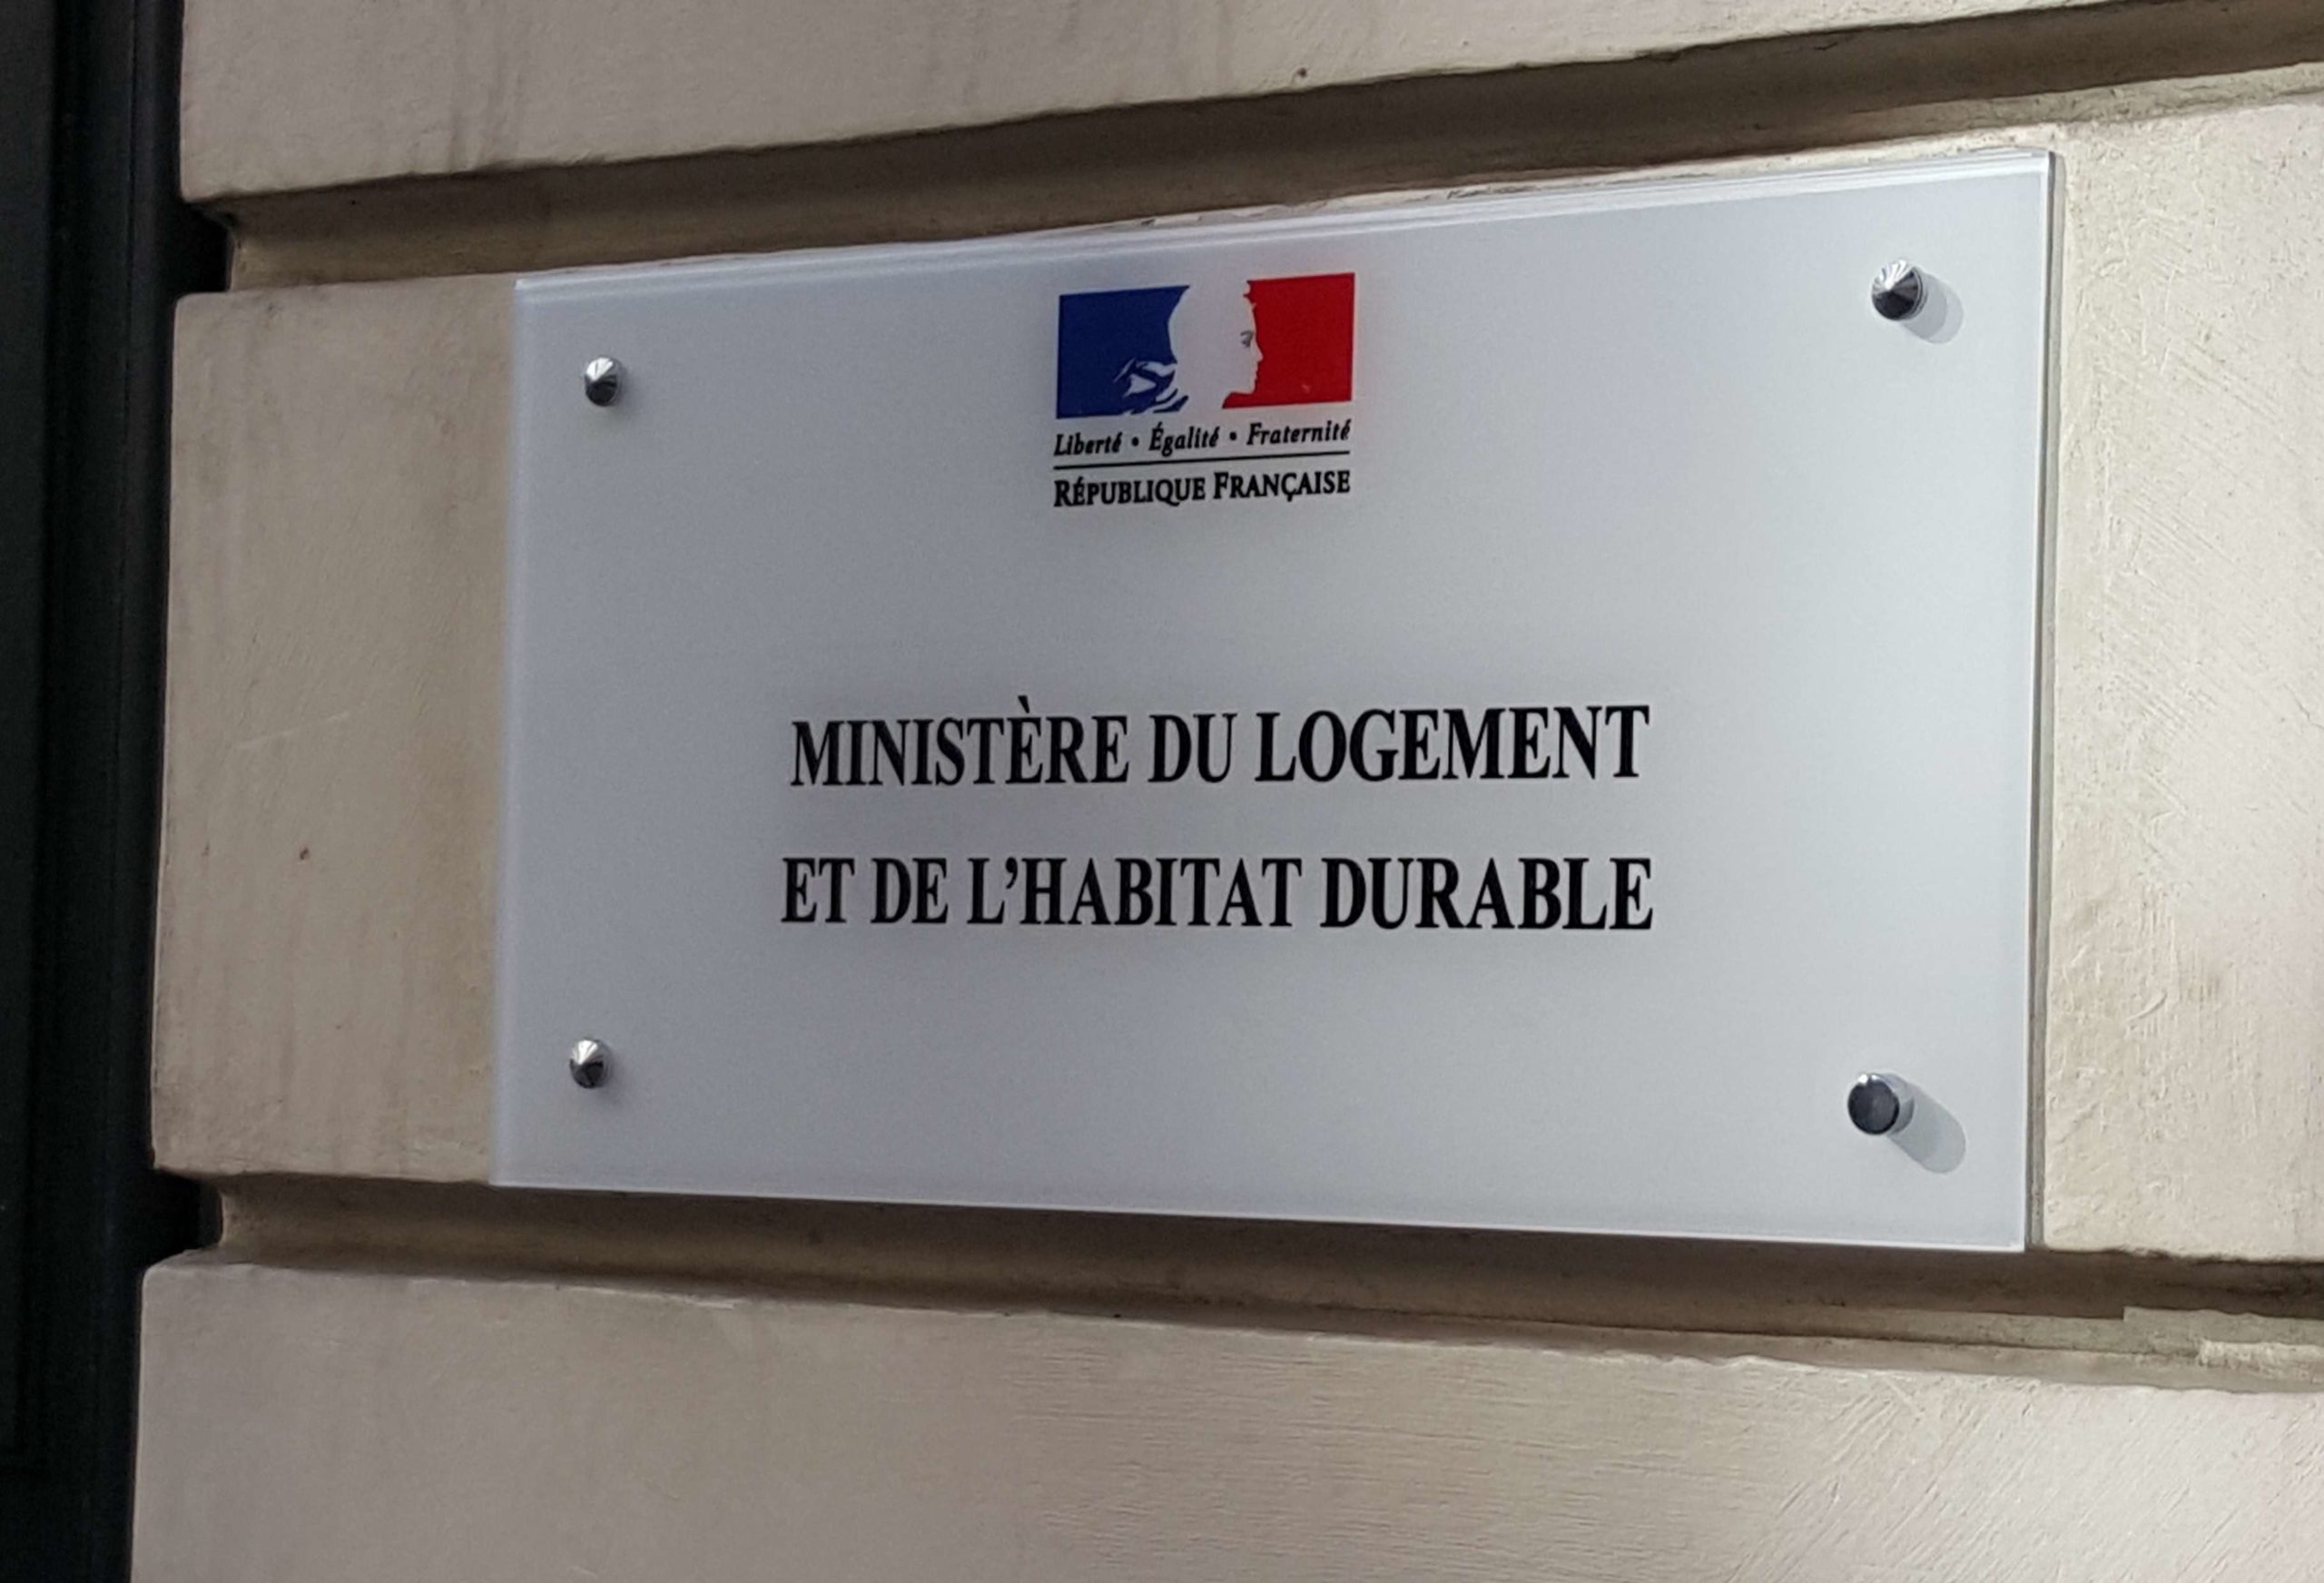 Liberté • Égalité • Fraternité
RÉPUBLIQUE FRANÇAISE
MINISTÈRE DU LOGEMENT
ET DE L’HABITAT DURABLE